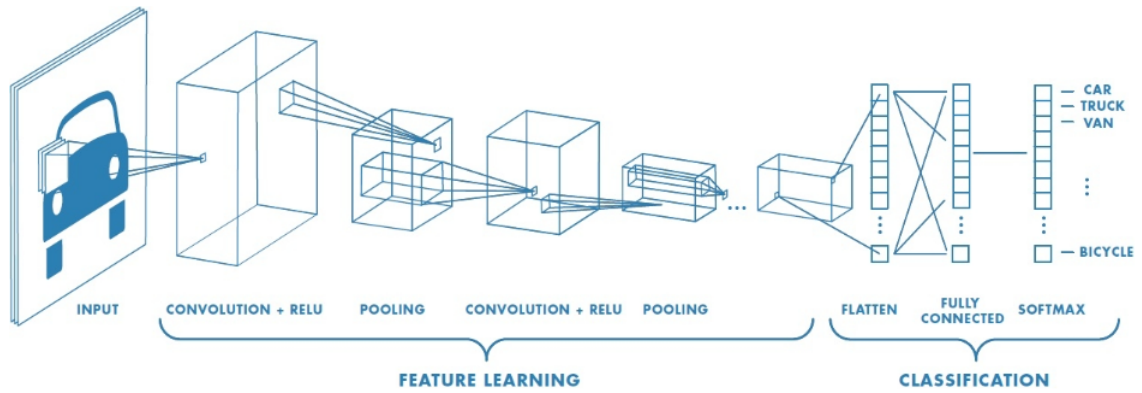 CAR
TRUCK
VAN
BICYCLE
INPUT
CONVOLUTION + RELU
POOLING
CONVOLUTION + RELU
POOLING
...
FLATTEN
FULLY
CONNECTED
SOFTMAX
FEATURE LEARNING
CLASSIFICATION